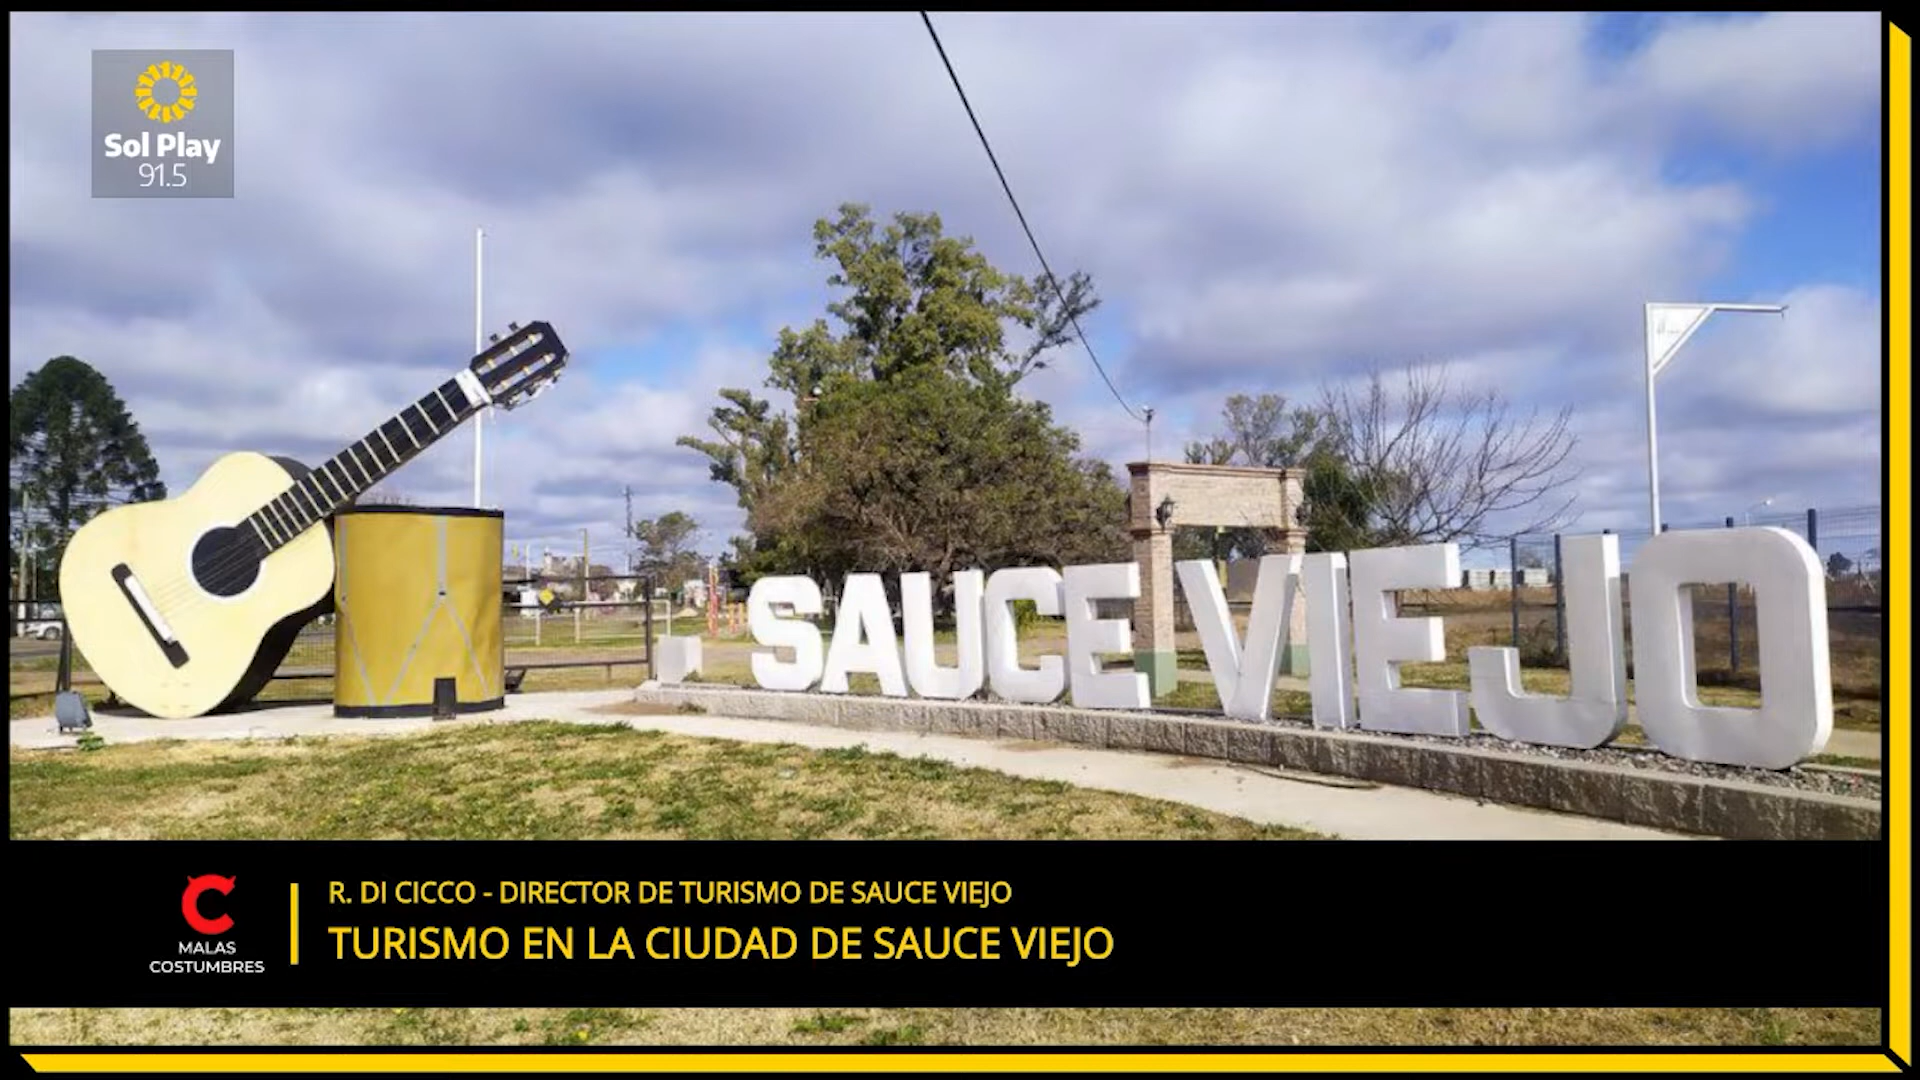 Sol Play
91.5
SAUCE VIEJO
R. DI CICCO - DIRECTOR DE TURISMO DE SAUCE VIEJO
TURISMO EN LA CIUDAD DE SAUCE VIEJO
C
MALAS
COSTUMBRES